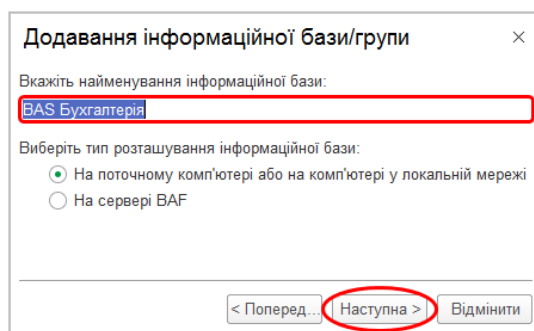 Додавання інформаційної бази/групи
Вкажіть найменування інформаційної бази:
BAS Бухгалтерія
Виберіть тип розташування інформаційної бази:
На поточному комп'ютері або на комп'ютері у локальній мережі
На сервері BAF
< Поперед... Наступна > Відмінити